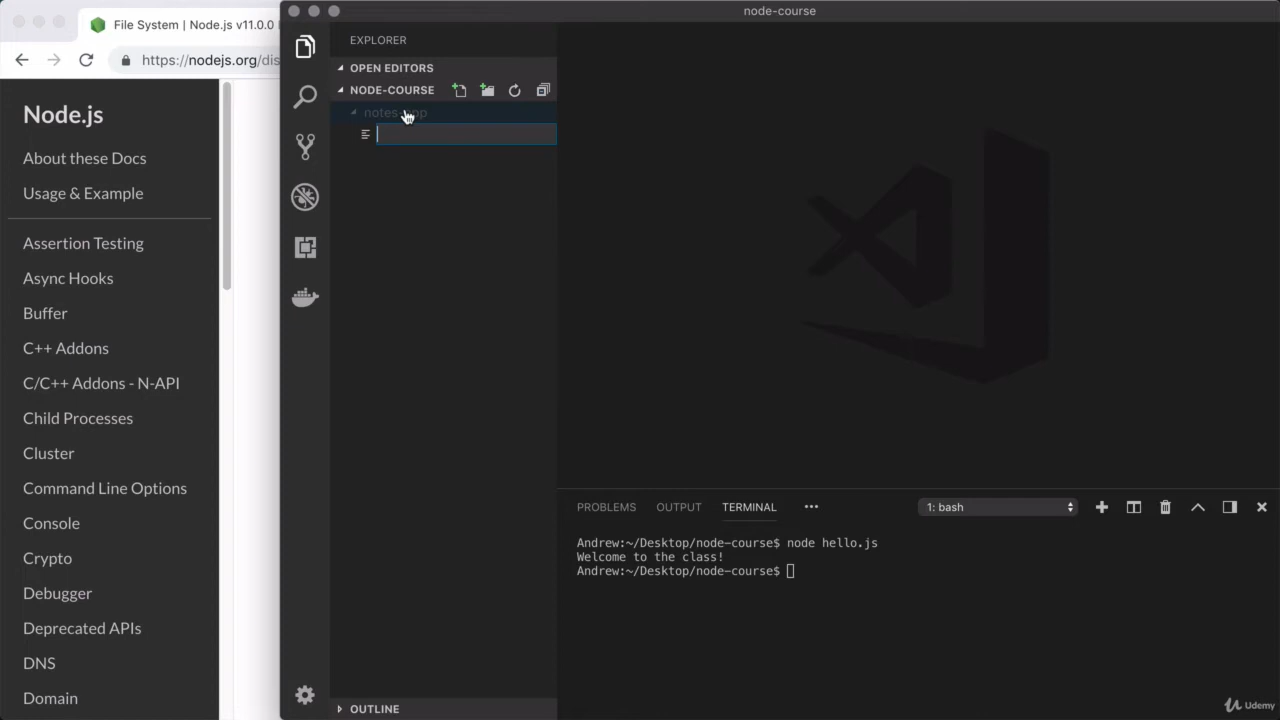 File System | Node.js v11.0.0
https://nodejs.org/dis
Node.js
About these Docs
Usage & Example
Assertion Testing
Async Hooks
Buffer
C++ Addons
C/C++ Addons - N-API
Child Processes
Cluster
Command Line Options
Console
Crypto
Debugger
Deprecated APIs
DNS
Domain
node-course
EXPLORER
OPEN EDITORS
NODE-COURSE
notes-app
OUTLINE
PROBLEMS
OUTPUT
TERMINAL
1: bash
Andrew:~/Desktop/node-course$ node hello.js
Welcome to the class!
Andrew:~/Desktop/node-course$
Udemy